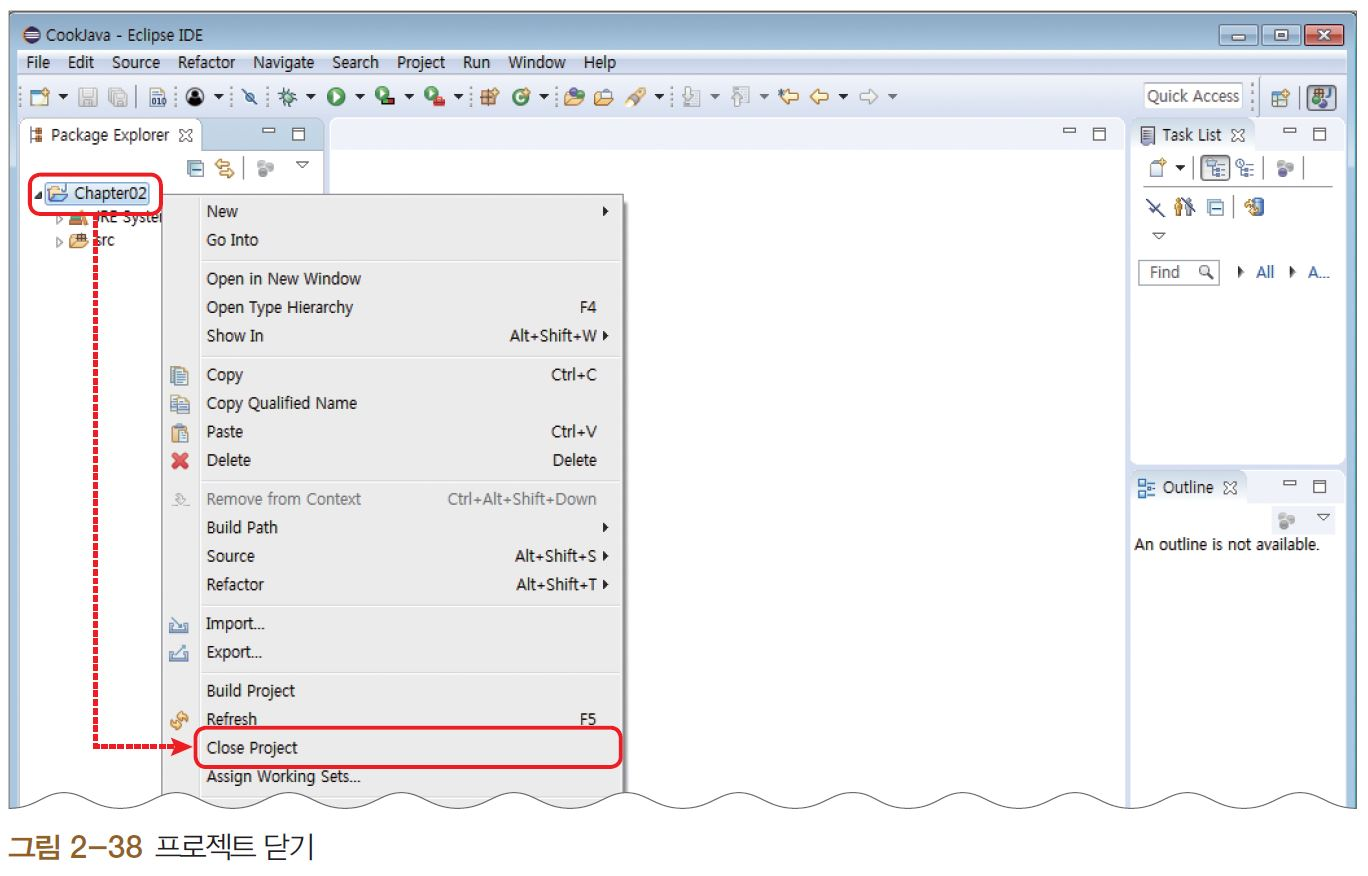 CookJava - Eclipse IDE
File Edit Source Refactor Navigate Search Project Run Window Help
Quick Access
Package Explorer
Chapter02
JRE Syster
src
New
Go Into
Open in New Window
Open Type Hierarchy F4
Show In Alt+Shift+W
Copy Ctrl+C
Copy Qualified Name
Paste Ctrl+V
Delete Delete
Remove from Context Ctrl+Alt+Shift+Down
Build Path
Source Alt+Shift+S
Refactor Alt+Shift+T
Import...
Export...
Build Project
Refresh F5
Close Project
Assign Working Sets...
Task List
Find All A...
Outline
An outline is not available.
그림 2-38 프로젝트 닫기